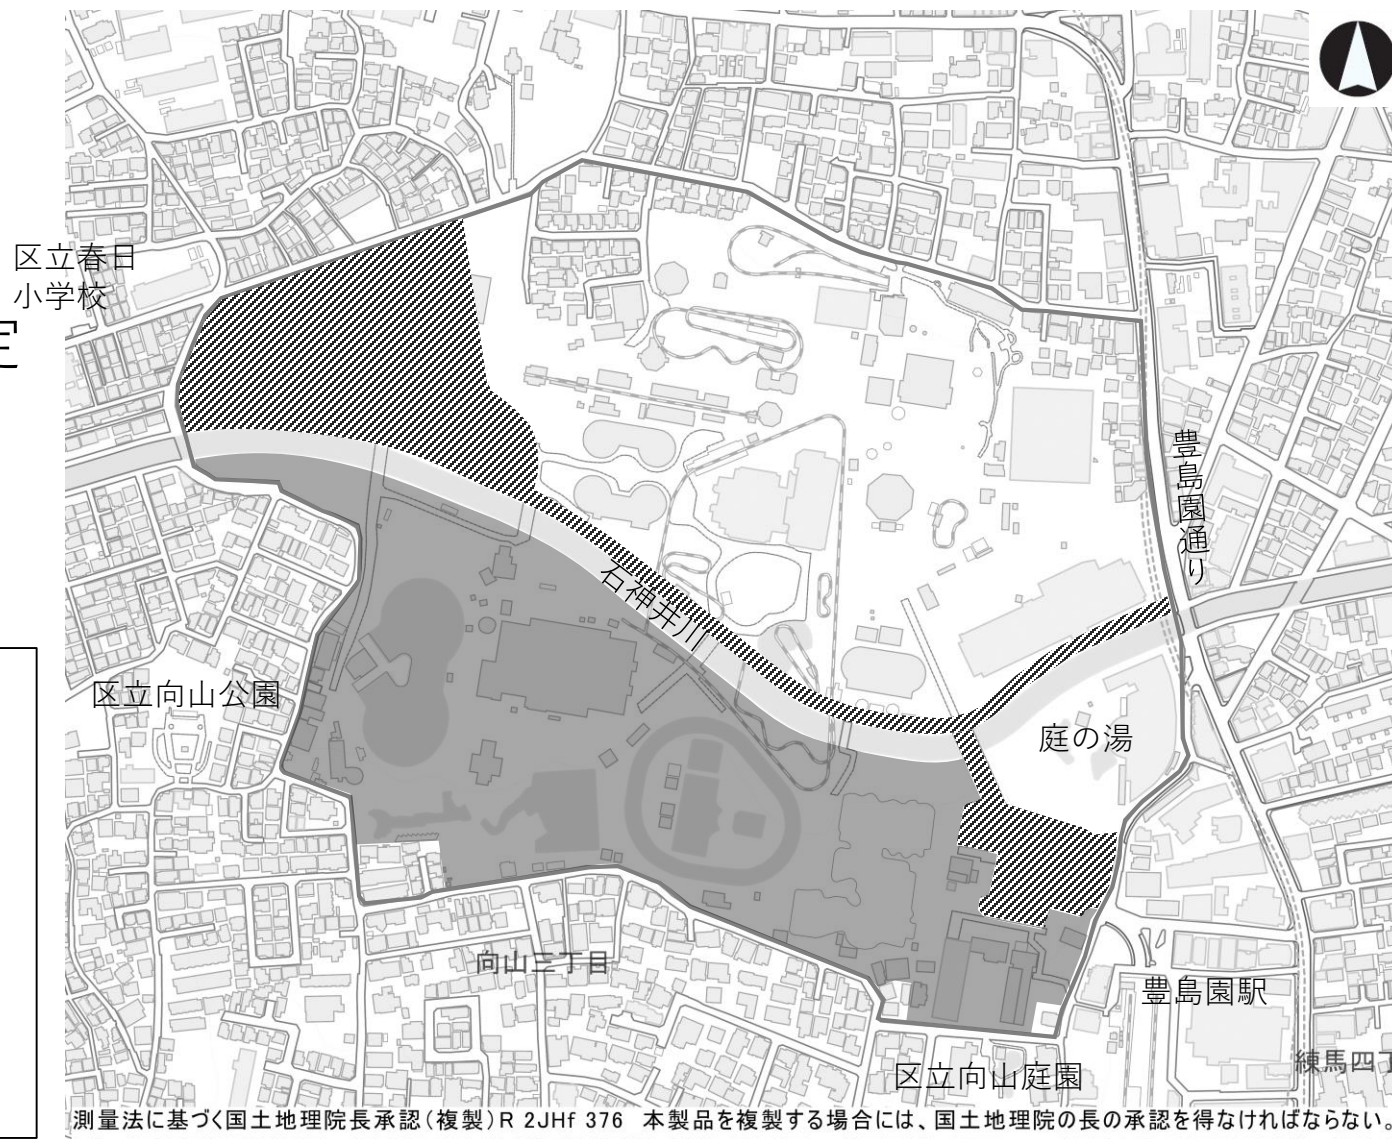 区立春日
小学校
定
豊島園通り
石神井川
区立向山公園
庭の湯
向山三丁目
豊島園駅
練馬四丁
区立向山庭園
測量法に基づく国土地理院長承認（複製）R 2JHf 376　本製品を複製する場合には、国土地理院の長の承認を得なければならない。